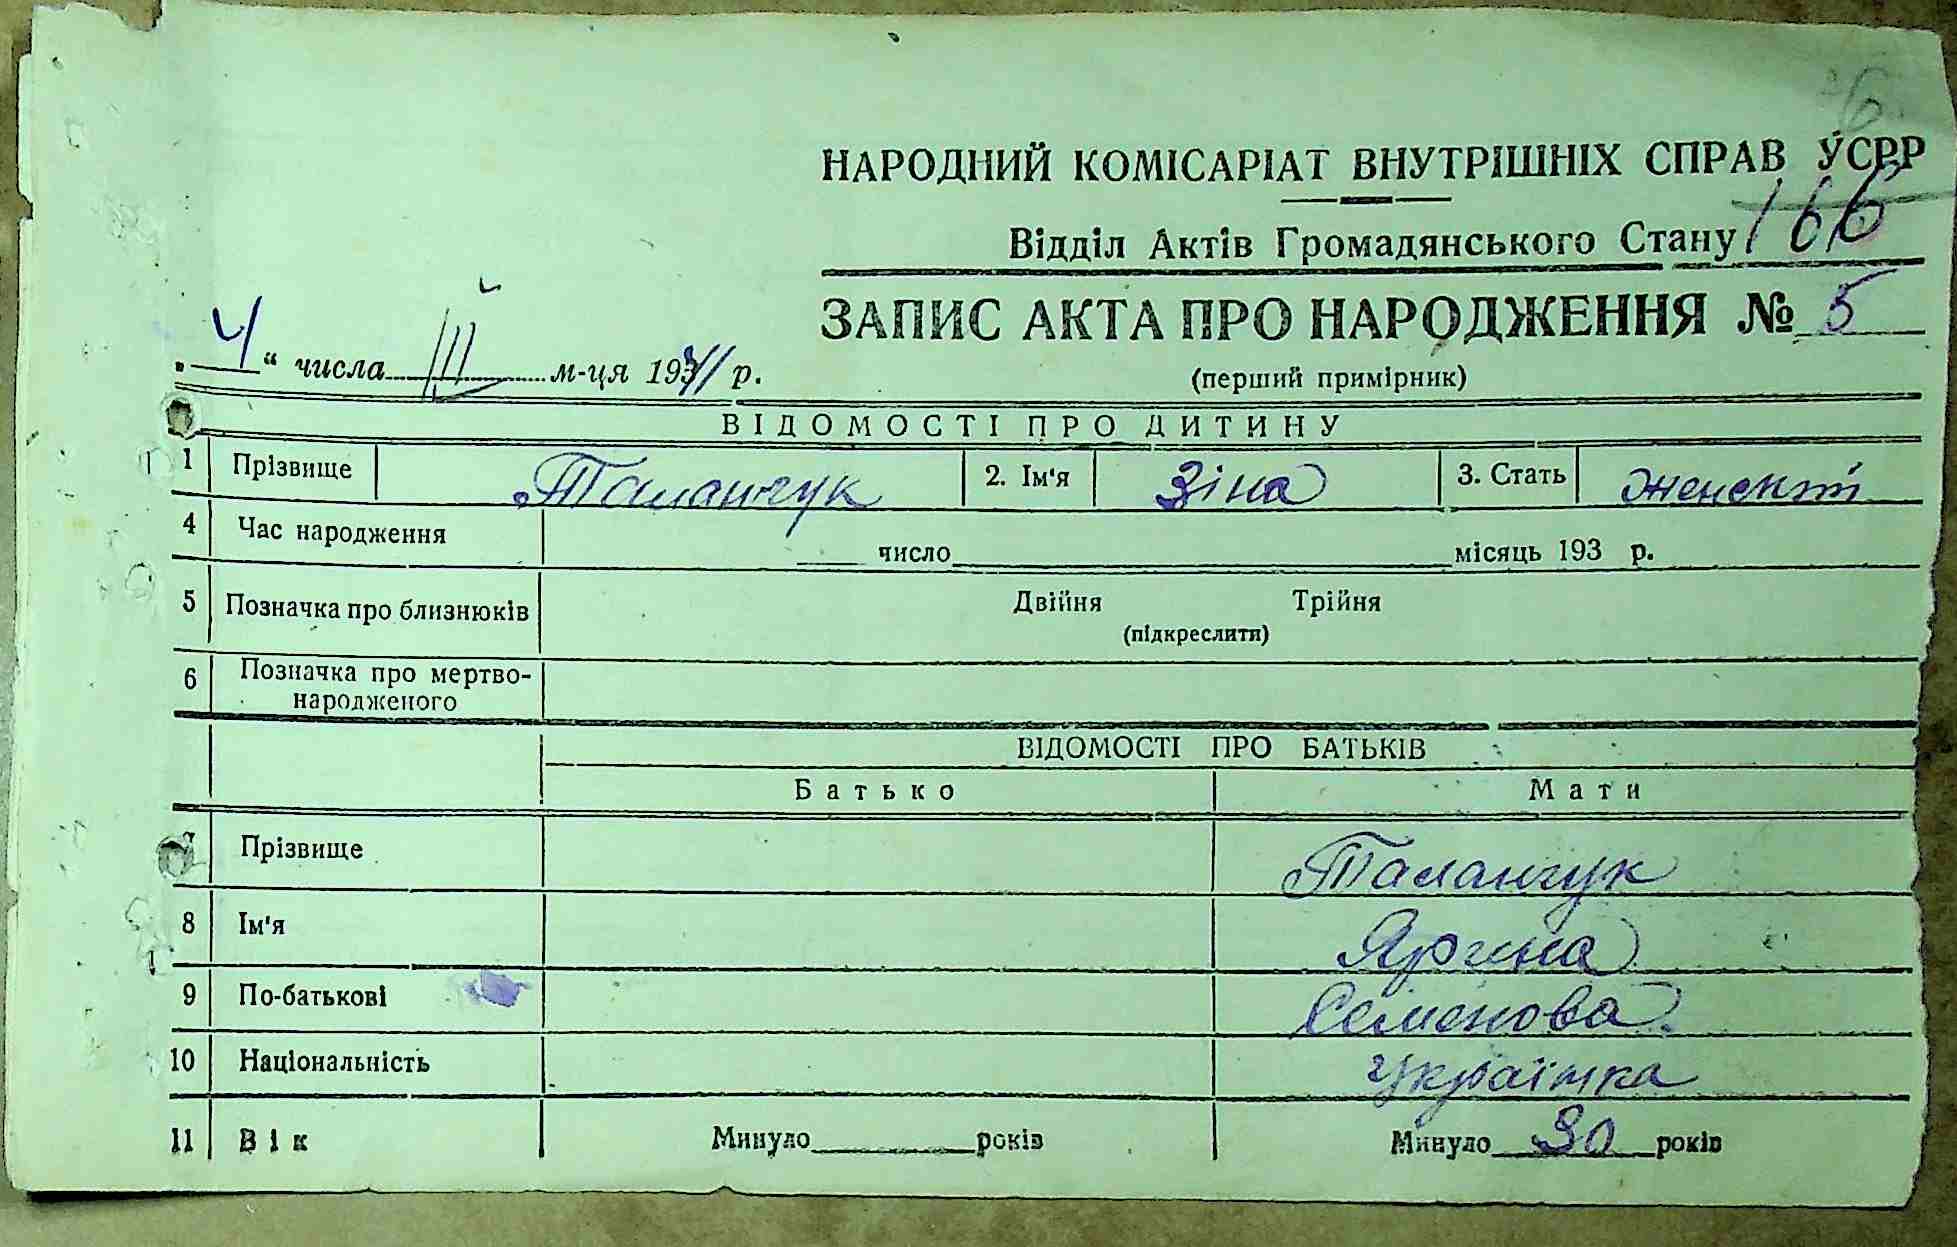 НАРОДНИЙ КОМІСАРІАТ ВНУТРІШНІХ СПРАВ УСРР
Відділ Актів Громадянського Стану 166
ЗАПИС АКТА ПРО НАРОДЖЕННЯ № 5
(перший примірник)
„ 4 “ числа III м-ця 1941 р.
ВІДОМОСТІ ПРО ДИТИНУ
1 Прізвище Таланчук 2. Ім'я Зіна 3. Стать
4 Час народження число місяць 193 р.
5 Позначка про близнюків Двійня Трійня
(підкреслити)
6 Позначка про мертво-
народженого
ВІДОМОСТІ ПРО БАТЬКІВ
Батько Мати
7 Прізвище Таланчук
8 Ім'я Ярина
9 По-батькові Семенова
10 Національність Українка
11 Вік Минуло років Минуло 30 років